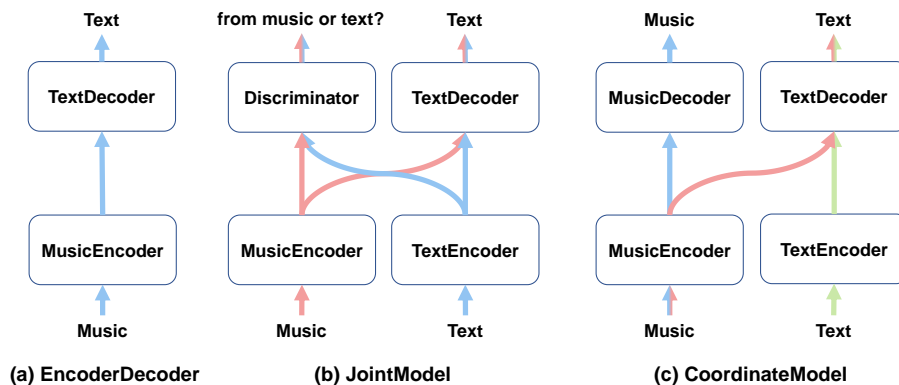 Text
TextDecoder
MusicEncoder
Music
(a) EncoderDecoder
from music or text?
Text
Discriminator
TextDecoder
MusicEncoder
TextEncoder
Music
Text
(b) JointModel
Music
Text
MusicDecoder
TextDecoder
MusicEncoder
TextEncoder
Music
Text
(c) CoordinateModel